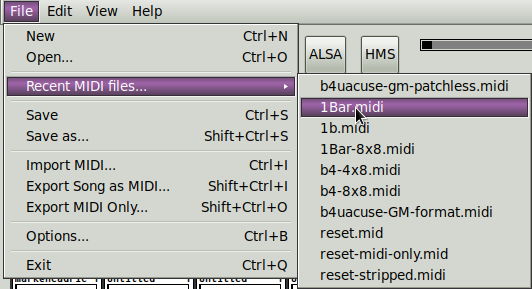 File Edit View Help
New Ctrl+N
Open... Ctrl+O
Recent MIDI files...
Save Ctrl+S
Save as... Shift+Ctrl+S
Import MIDI... Ctrl+I
Export Song as MIDI... Shift+Ctrl+I
Export MIDI Only... Shift+Ctrl+O
Options... Ctrl+B
Exit Ctrl+Q
ALSA HMS
b4uacuse-gm-patchless.midi
1Bar.midi
1b.midi
1Bar-8x8.midi
b4-4x8.midi
b4-8x8.midi
b4uacuse-GM-format.midi
reset.mid
reset-midi-only.mid
reset-stripped.midi